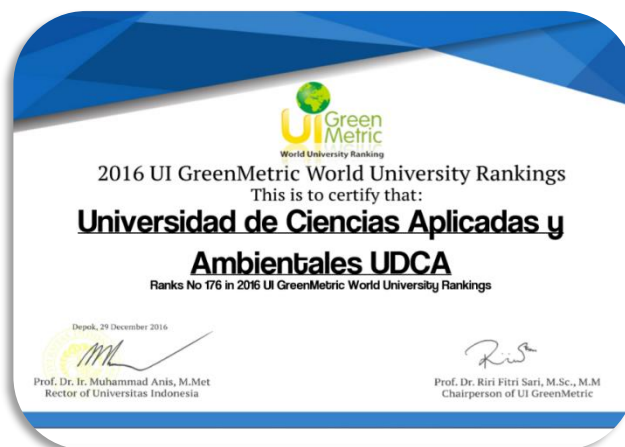 UI Green
Metric
World University Ranking
2016 UI GreenMetric World University Rankings
This is to certify that:
Universidad de Ciencias Aplicadas y
Ambientales UDCA
Ranks No 176 in 2016 UI GreenMetric World University Rankings
Depok, 29 December 2016
Prof. Dr. Ir. Muhammad Anis, M.Met
Rector of Universitas Indonesia
Prof. Dr. Riri Fitri Sari, M.Sc., M.M
Chairperson of UI GreenMetric